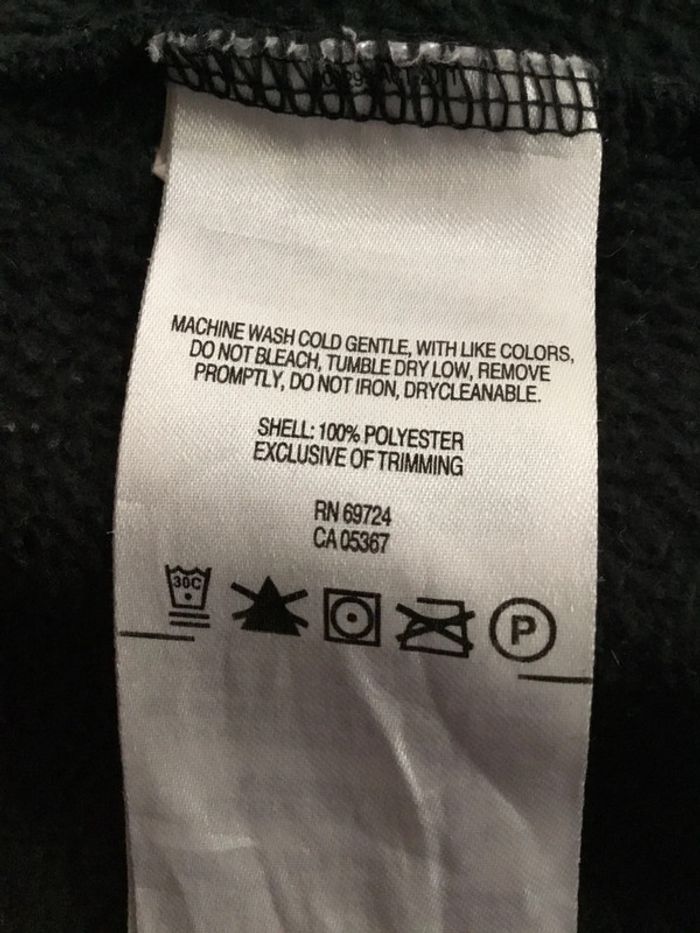 MACHINE WASH COLD GENTLE, WITH LIKE COLORS,
DO NOT BLEACH, TUMBLE DRY LOW, REMOVE
PROMPTLY, DO NOT IRON, DRYCLEANABLE.
SHELL: 100% POLYESTER
EXCLUSIVE OF TRIMMING
RN 69724
CA 05367
30C
P